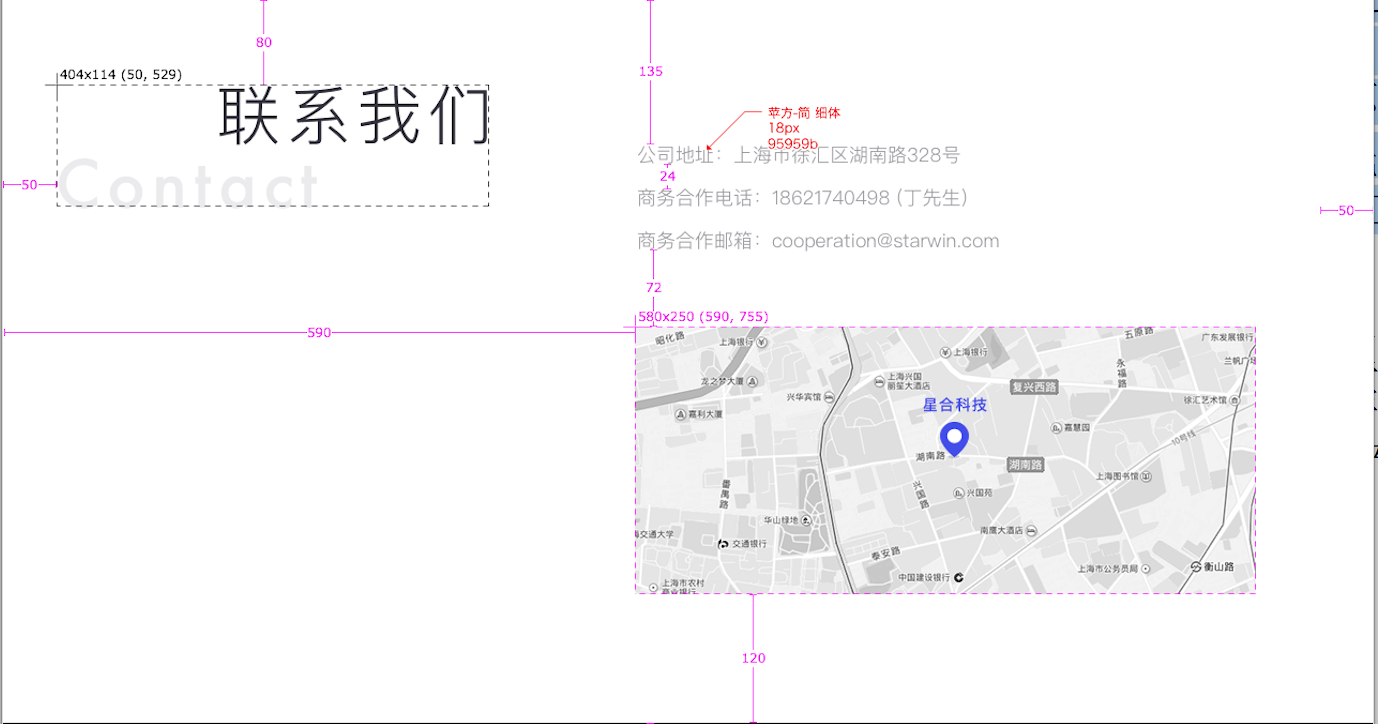 80
135
404x114 (50, 529)
联系我们
Contact
50
苹方-简 细体
18px
95959b
公司地址：上海市徐汇区湖南路328号
24
商务合作电话：18621740498 (丁先生)
50
商务合作邮箱：cooperation@starwin.com
72
580x250 (590, 755)
590
昭化路
上海银行
五原路
广东发展银行
上海银行
兰帆广场
永福路
龙之梦大厦
上海兴国
丽笙大酒店
复兴西路
兴华宾馆
徐汇艺术馆
星合科技
嘉利大厦
嘉慧园
10号线
湖南路
湖南路
上海图书馆
番禺路
兴国路
兴国苑
华山绿地
南鹰大酒店
海交通大学
交通银行
泰安路
上海市公务员局
衡山路
中国建设银行
上海市农村
商业银行
120